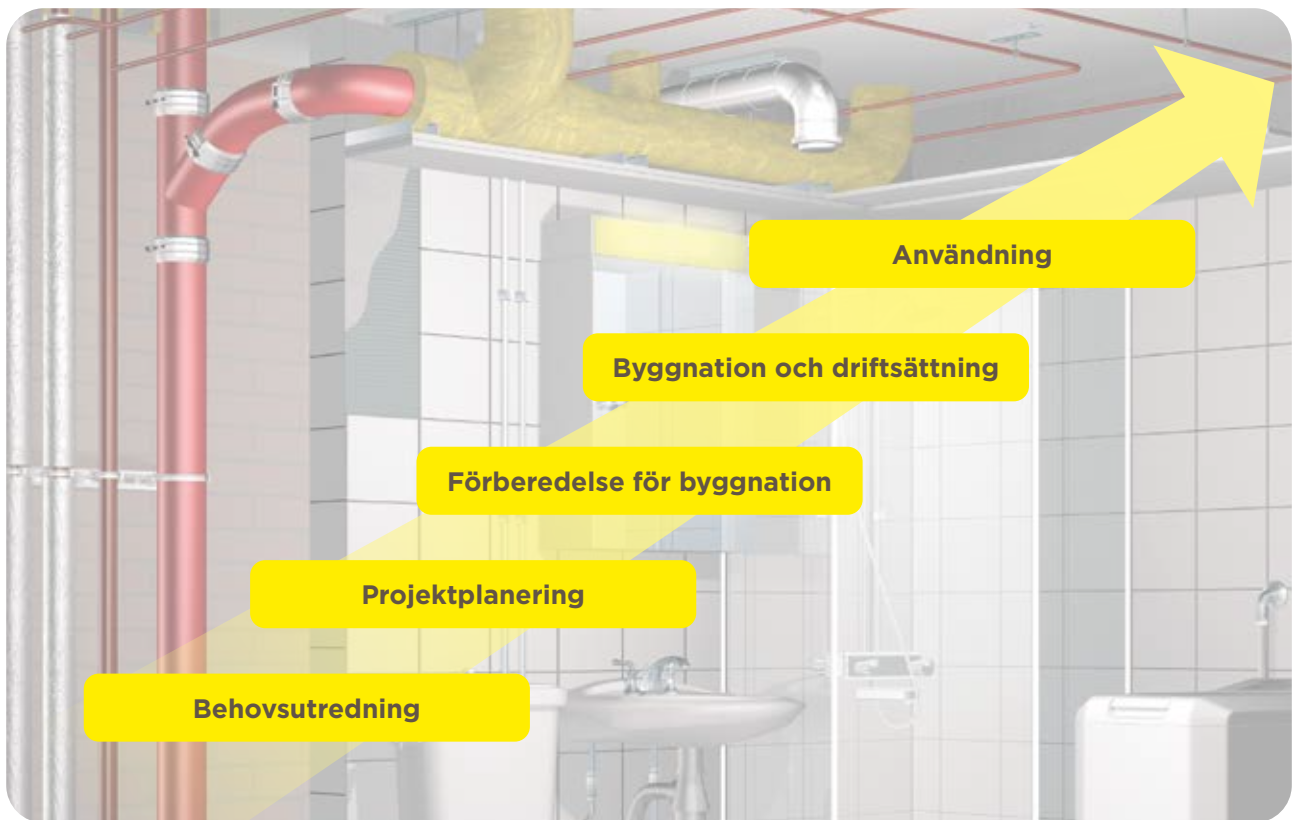 Användning
Byggnation och driftsättning
Förberedelse för byggnation
Projektplanering
Behovsutredning